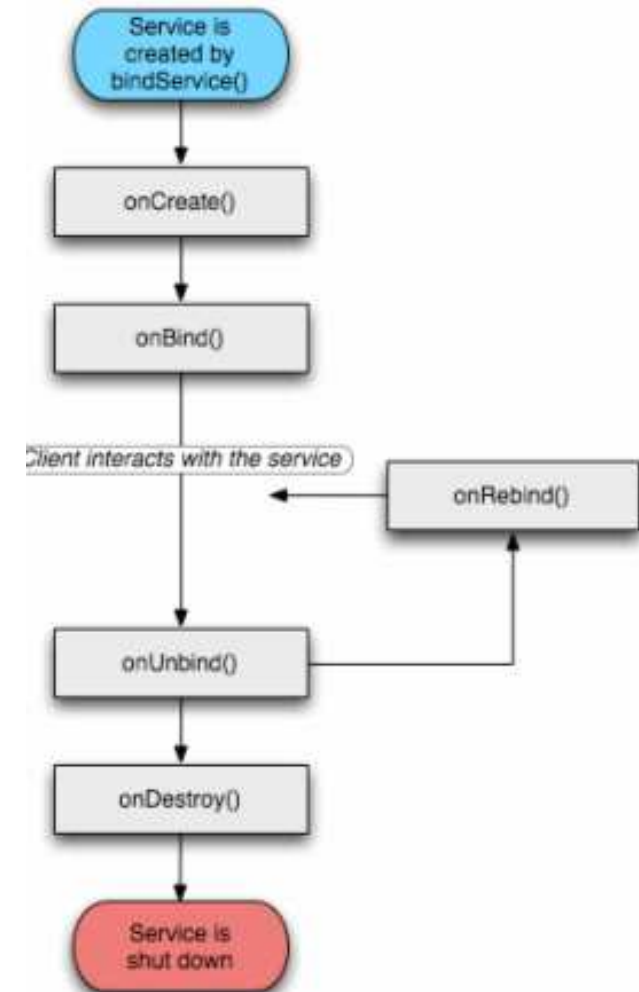 Service is
created by
bindService()
onCreate()
onBind()
Client interacts with the service
onRebind()
onUnbind()
onDestroy()
Service is
shut down